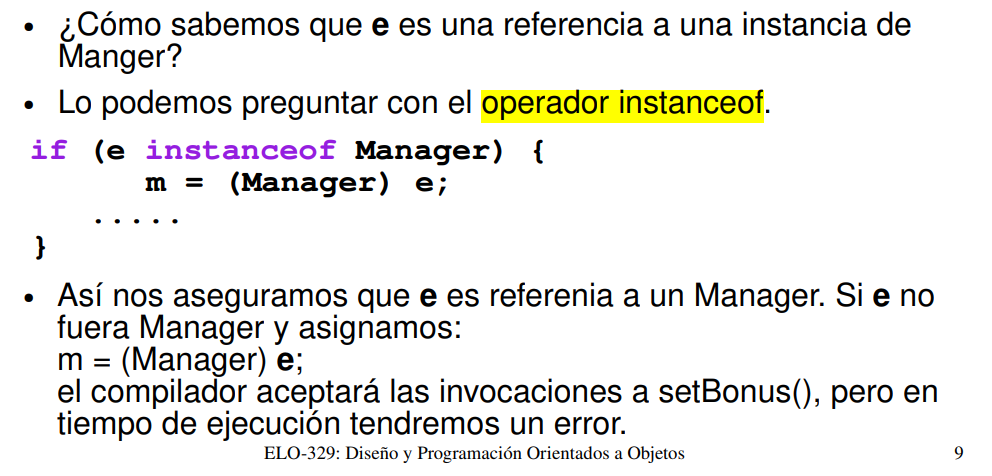 • ¿Cómo sabemos que e es una referencia a una instancia de
Manger?
• Lo podemos preguntar con el operador instanceof.
if (e instanceof Manager) {
m = (Manager) e;
.....
}
• Así nos aseguramos que e es referenia a un Manager. Si e no
fuera Manager y asignamos:
m = (Manager) e;
el compilador aceptará las invocaciones a setBonus(), pero en
tiempo de ejecución tendremos un error.
ELO-329: Diseño y Programación Orientados a Objetos 9